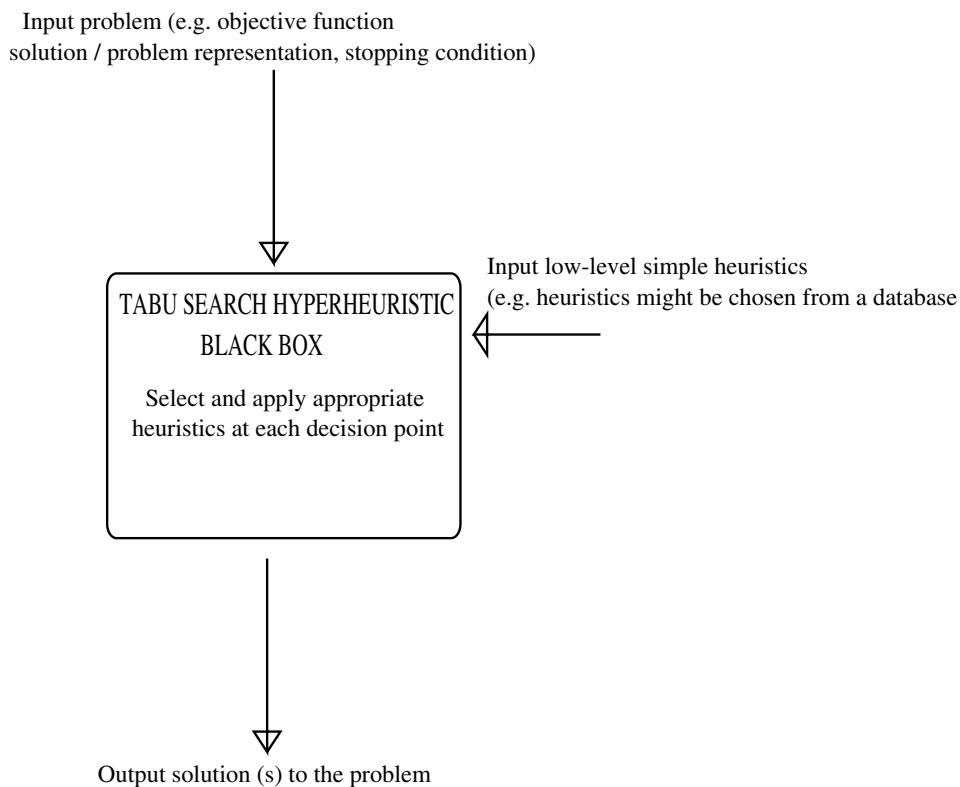 Input problem (e.g. objective function
solution / problem representation, stopping condition)
Input low-level simple heuristics
(e.g. heuristics might be chosen from a database
TABU SEARCH HYPERHEURISTIC
BLACK BOX
Select and apply appropriate
heuristics at each decision point
Output solution (s) to the problem